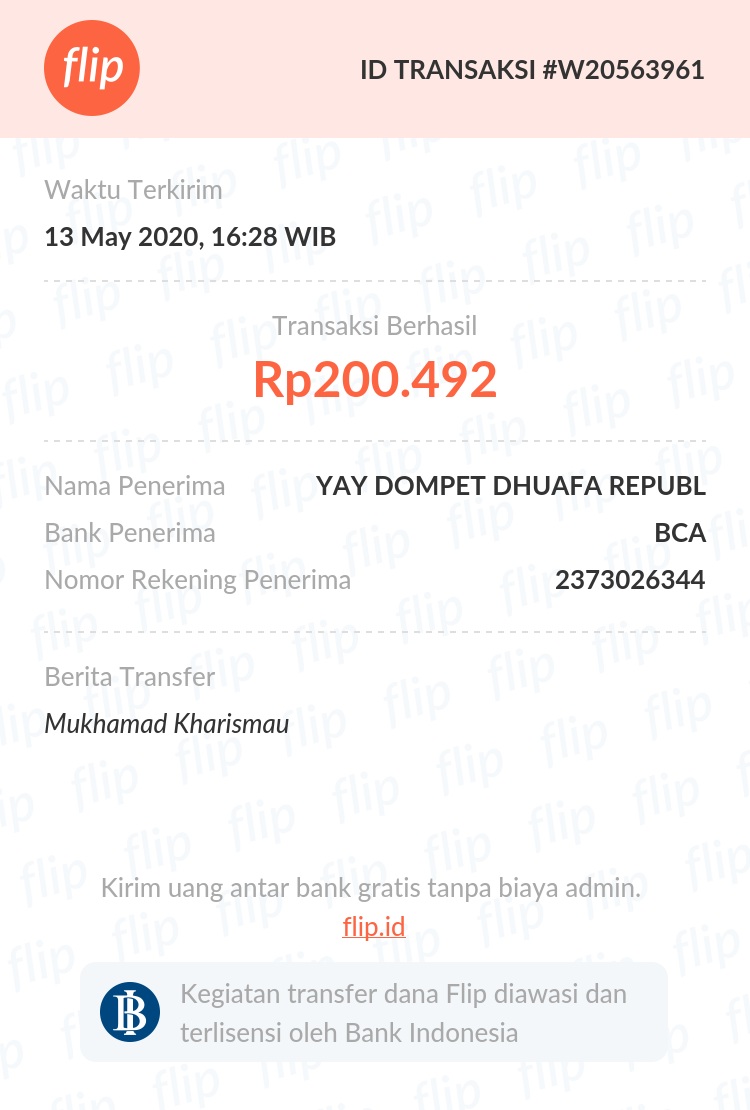 flip
ID TRANSAKSI #W20563961
Waktu Terkirim
13 May 2020, 16:28 WIB
Transaksi Berhasil
Rp200.492
Nama Penerima YAY DOMPET DHUAFA REPUBL
Bank Penerima BCA
Nomor Rekening Penerima 2373026344
Berita Transfer
Mukhamad Kharismau
Kirim uang antar bank gratis tanpa biaya admin.
flip.id
Kegiatan transfer dana Flip diawasi dan
terlisensi oleh Bank Indonesia